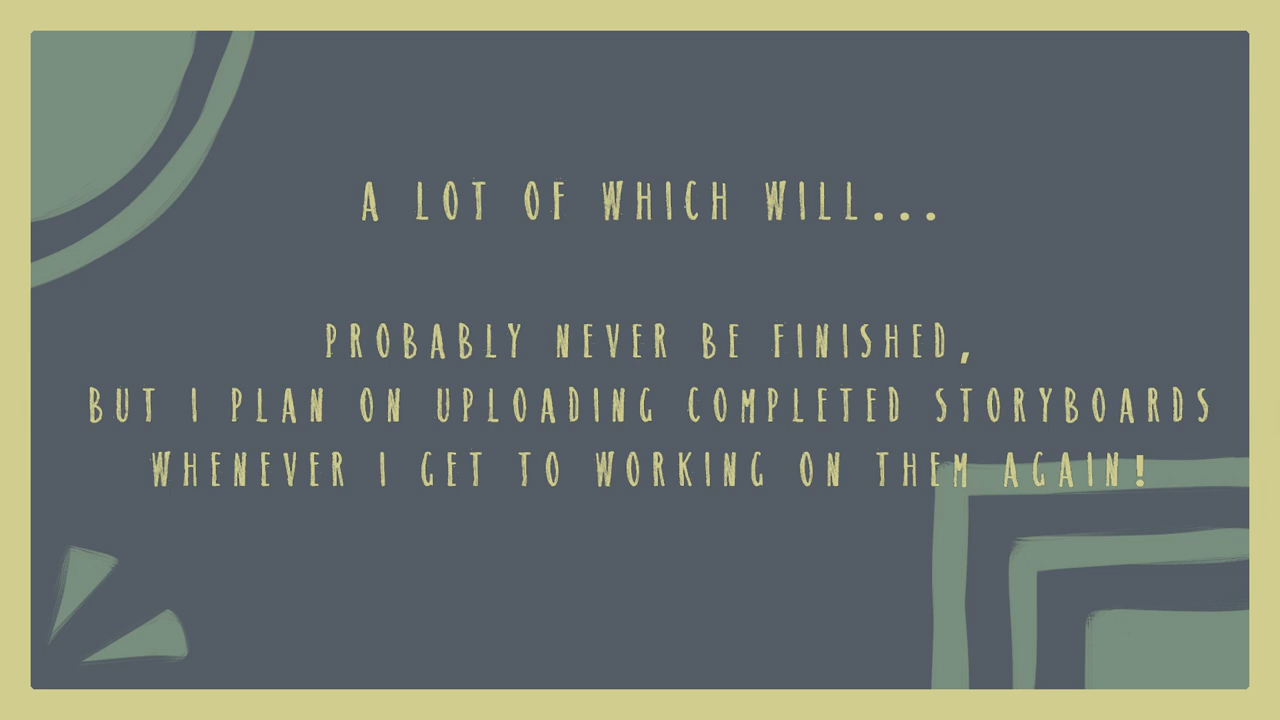 A LOT OF WHICH WILL...
PROBABLY NEVER BE FINISHED,
BUT I PLAN ON UPLOADING COMPLETED STORYBOARDS
WHENEVER I GET TO WORKING ON THEM AGAIN!